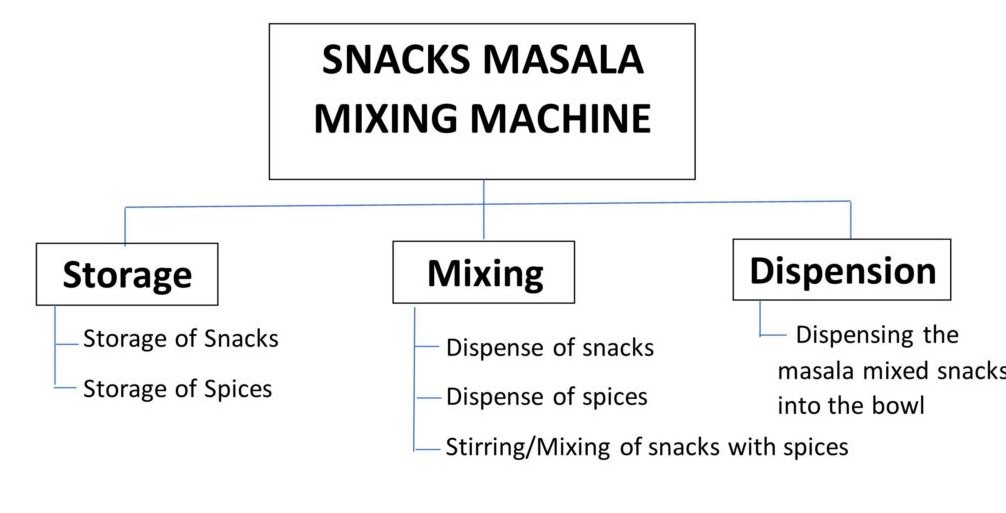 SNACKS MASALA
MIXING MACHINE
Storage
Storage of Snacks
Storage of Spices
Mixing
Dispense of snacks
Dispense of spices
Stirring/Mixing of snacks with spices
Dispension
Dispensing the
masala mixed snacks
into the bowl